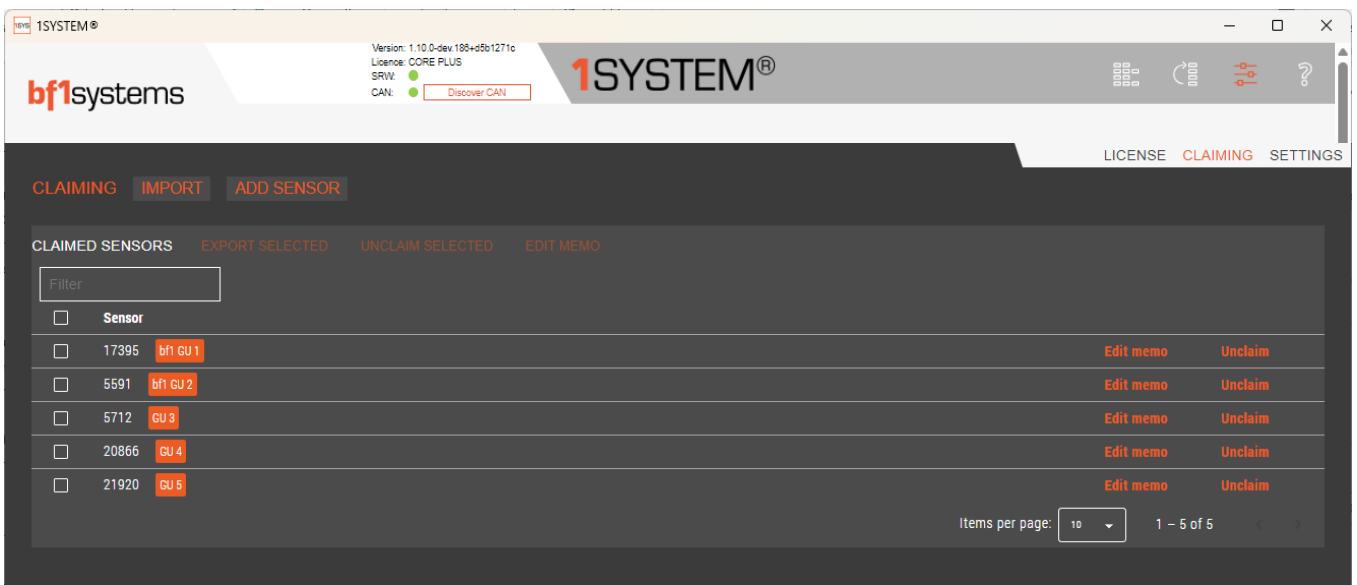 1SYS 1SYSTEM®
bf1systems
Version: 1.10.0-dev.186+d5b1271c
Licence: CORE PLUS
SRW:
CAN: Discover CAN
1SYSTEM®
LICENSE CLAIMING SETTINGS
CLAIMING IMPORT ADD SENSOR
CLAIMED SENSORS EXPORT SELECTED UNCLAIM SELECTED EDIT MEMO
Filter
Sensor
17395 bf1 GU 1 Edit memo Unclaim
5591 bf1 GU 2 Edit memo Unclaim
5712 GU 3 Edit memo Unclaim
20866 GU 4 Edit memo Unclaim
21920 GU 5 Edit memo Unclaim
Items per page: 10 1 – 5 of 5